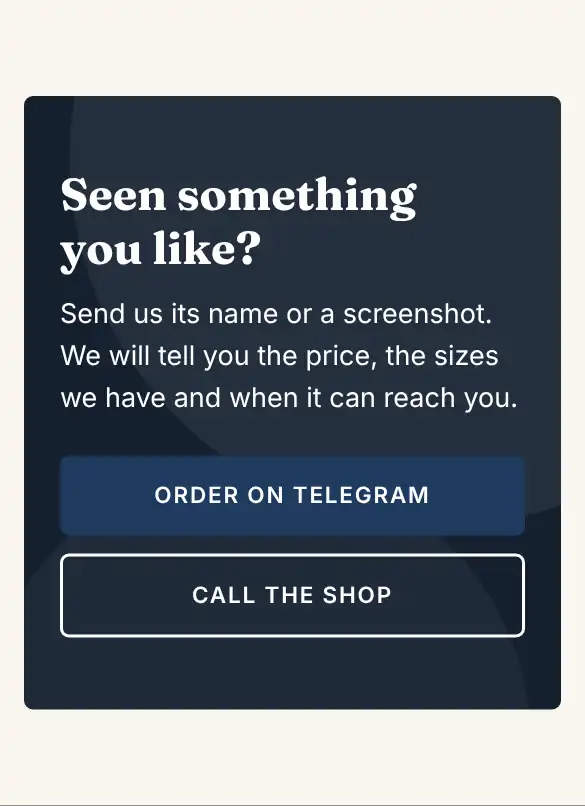 Seen something
you like?
Send us its name or a screenshot.
We will tell you the price, the sizes
we have and when it can reach you.
ORDER ON TELEGRAM
CALL THE SHOP